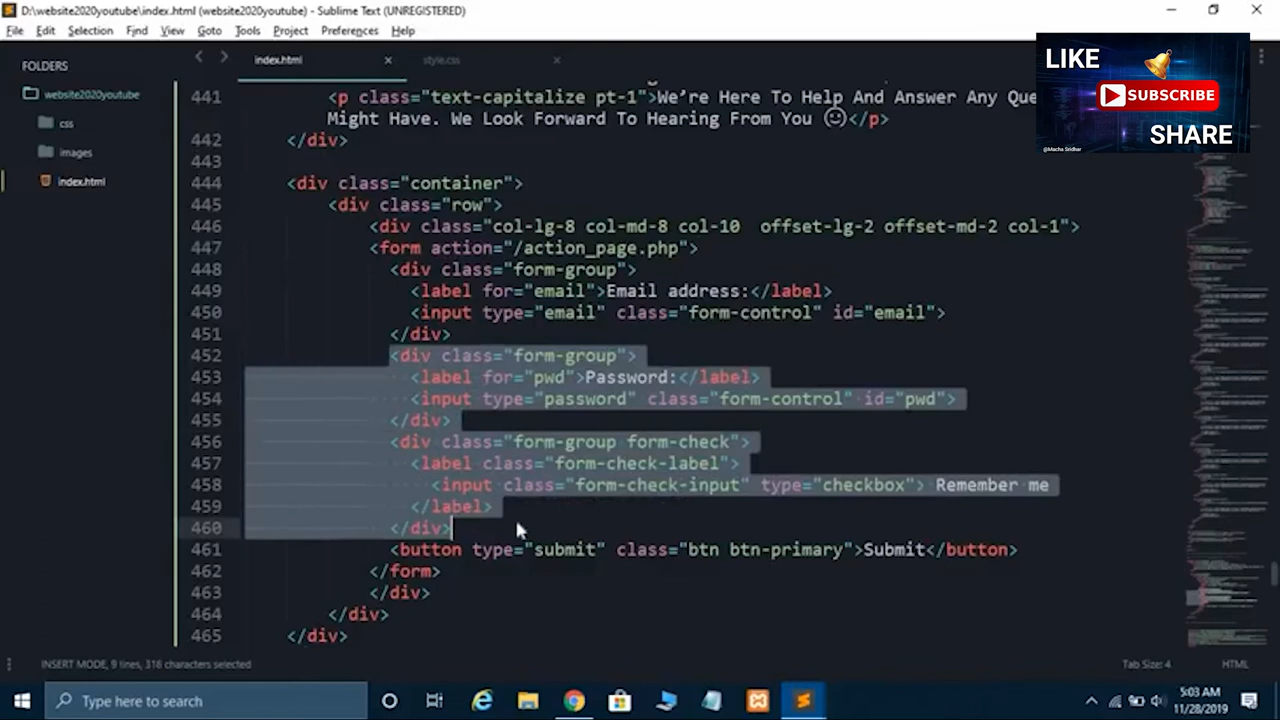 D:\website2020youtube\index.html (website2020youtube) - Sublime Text (UNREGISTERED)
File Edit Selection Find View Goto Tools Project Preferences Help
FOLDERS
website2020youtube
css
images
index.html
index.html
style.css
LIKE
SUBSCRIBE
SHARE
@Macha Sridhar
441 <p class="text-capitalize pt-1">We're Here To Help And Answer Any Que
Might Have. We Look Forward To Hearing From You ☺</p>
442 </div>
443
444 <div class="container">
445 <div class="row">
446 <div class="col-lg-8 col-md-8 col-10  offset-lg-2 offset-md-2 col-1">
447 <form action="/action_page.php">
448 <div class="form-group">
449 <label for="email">Email address:</label>
450 <input type="email" class="form-control" id="email">
451 </div>
452 <div class="form-group">
453 <label for="pwd">Password:</label>
454 <input type="password" class="form-control" id="pwd">
455 </div>
456 <div class="form-group form-check">
457 <label class="form-check-label">
458 <input class="form-check-input" type="checkbox"> Remember me
459 </label>
460 </div>
461 <button type="submit" class="btn btn-primary">Submit</button>
462 </form>
463 </div>
464 </div>
465 </div>
INSERT MODE, 9 lines, 316 characters selected
Tab Size: 4
HTML
Type here to search
5:03 AM
11/28/2019